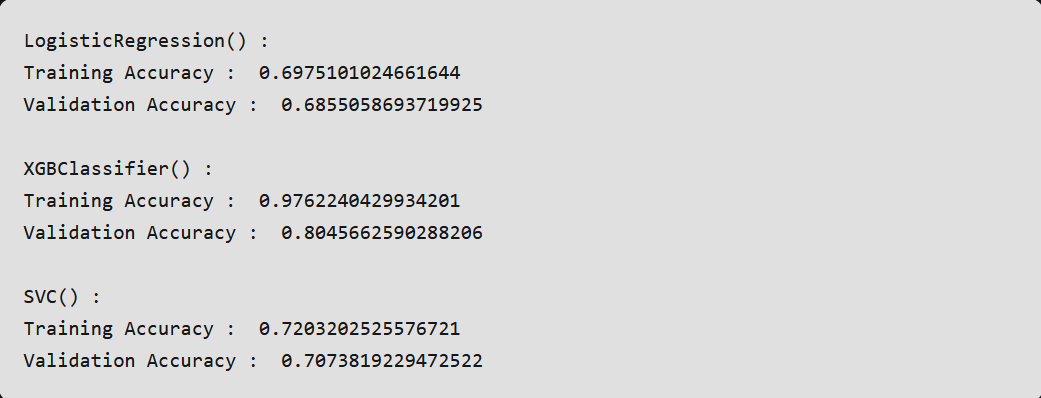 LogisticRegression() :
Training Accuracy :  0.6975101024661644
Validation Accuracy :  0.6855058693719925
XGBClassifier() :
Training Accuracy :  0.9762240429934201
Validation Accuracy :  0.8045662590288206
SVC() :
Training Accuracy :  0.7203202525576721
Validation Accuracy :  0.7073819229472522